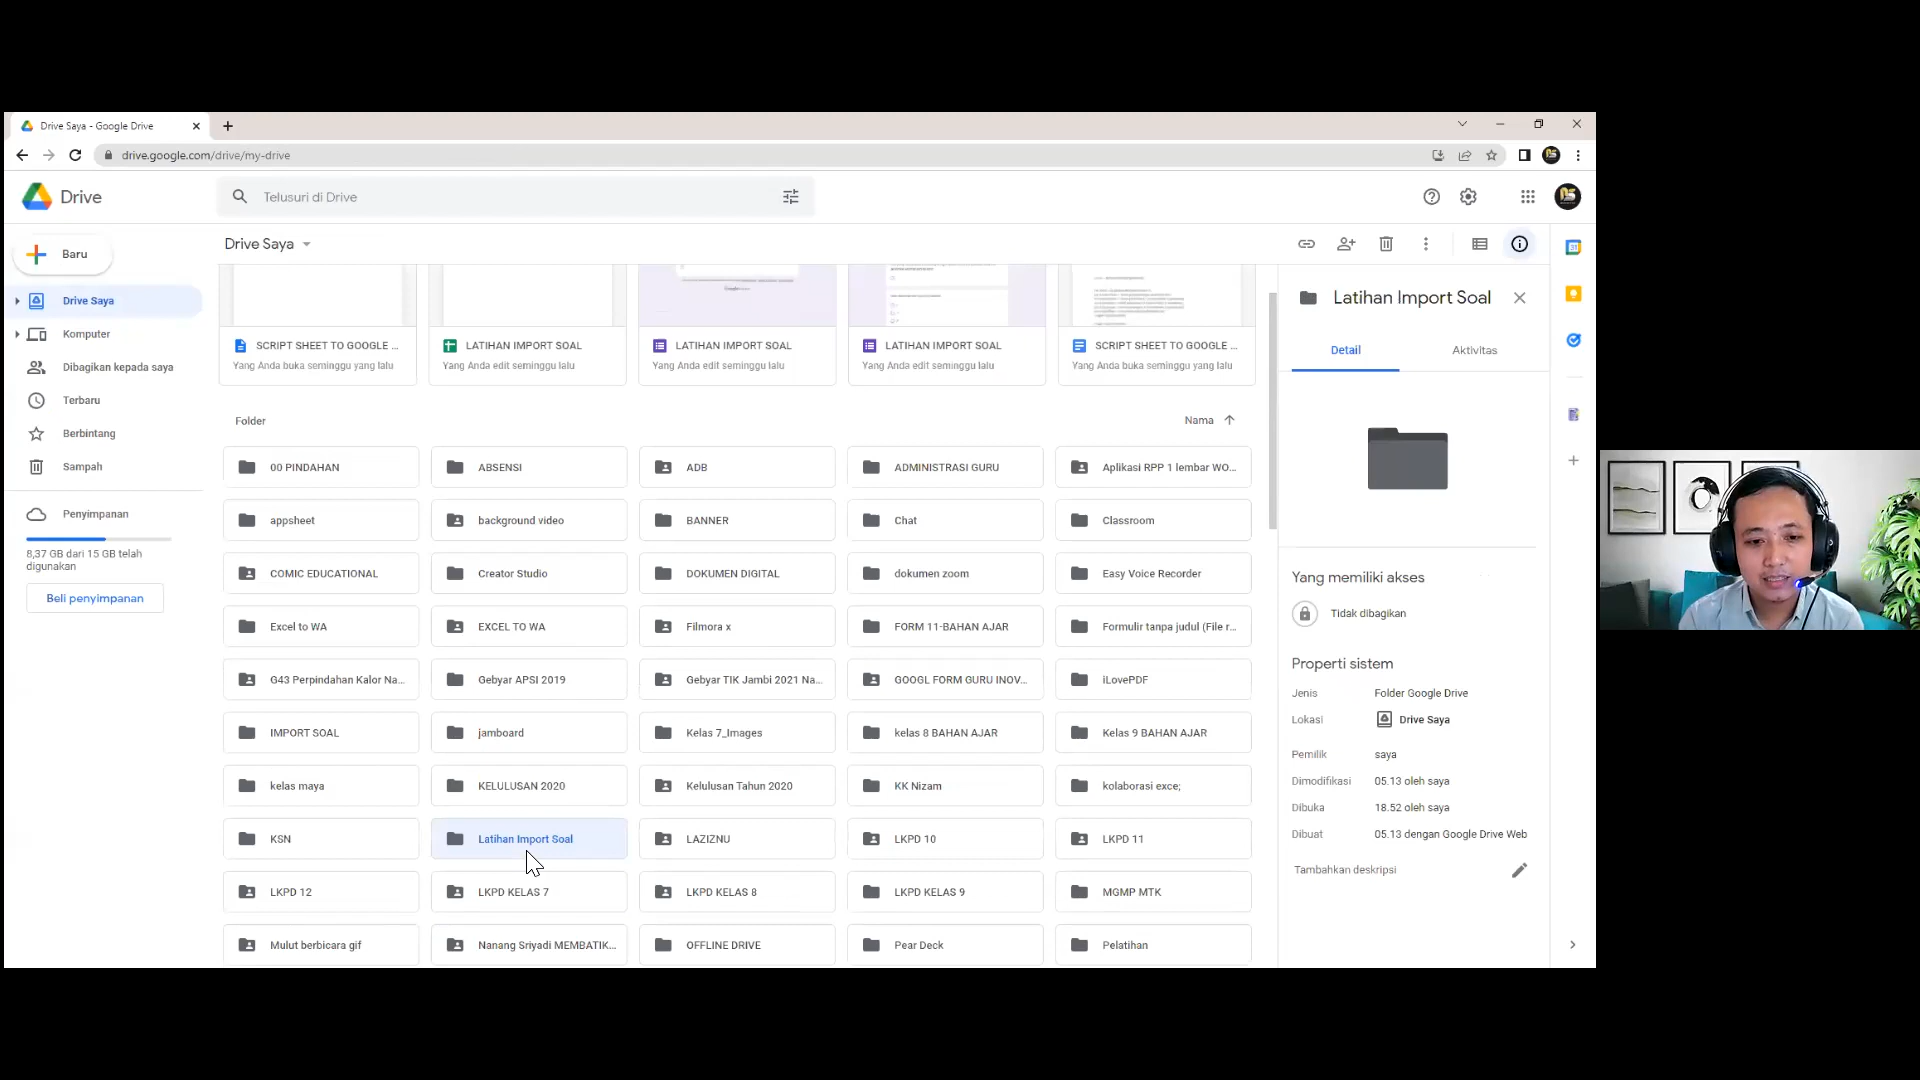 Drive Saya - Google Drive
drive.google.com/drive/my-drive
Drive
Telusuri di Drive
Baru
Drive Saya
Komputer
Dibagikan kepada saya
Terbaru
Berbintang
Sampah
Penyimpanan
8,37 GB dari 15 GB telah
digunakan
Beli penyimpanan
Drive Saya
SCRIPT SHEET TO GOOGLE ...
Yang Anda buka seminggu yang lalu
LATIHAN IMPORT SOAL
Yang Anda edit seminggu lalu
LATIHAN IMPORT SOAL
Yang Anda edit seminggu lalu
LATIHAN IMPORT SOAL
Yang Anda edit seminggu lalu
SCRIPT SHEET TO GOOGLE ...
Yang Anda buka seminggu yang lalu
Folder
Nama
00 PINDAHAN
ABSENSI
ADB
ADMINISTRASI GURU
Aplikasi RPP 1 lembar WO...
appsheet
background video
BANNER
Chat
Classroom
COMIC EDUCATIONAL
Creator Studio
DOKUMEN DIGITAL
dokumen zoom
Easy Voice Recorder
Excel to WA
EXCEL TO WA
Filmora x
FORM 11-BAHAN AJAR
Formulir tanpa judul (File r...
G43 Perpindahan Kalor Na...
Gebyar APSI 2019
Gebyar TIK Jambi 2021 Na...
GOOGL FORM GURU INOV...
iLovePDF
IMPORT SOAL
jamboard
Kelas 7_Images
kelas 8 BAHAN AJAR
Kelas 9 BAHAN AJAR
kelas maya
KELULUSAN 2020
Kelulusan Tahun 2020
KK Nizam
kolaborasi exce;
KSN
Latihan Import Soal
LAZIZNU
LKPD 10
LKPD 11
LKPD 12
LKPD KELAS 7
LKPD KELAS 8
LKPD KELAS 9
MGMP MTK
Mulut berbicara gif
Nanang Sriyadi MEMBATIK...
OFFLINE DRIVE
Pear Deck
Pelatihan
Latihan Import Soal
Detail
Aktivitas
Yang memiliki akses
Tidak dibagikan
Properti sistem
Jenis Folder Google Drive
Lokasi Drive Saya
Pemilik saya
Dimodifikasi 05.13 oleh saya
Dibuka 18.52 oleh saya
Dibuat 05.13 dengan Google Drive Web
Tambahkan deskripsi
31